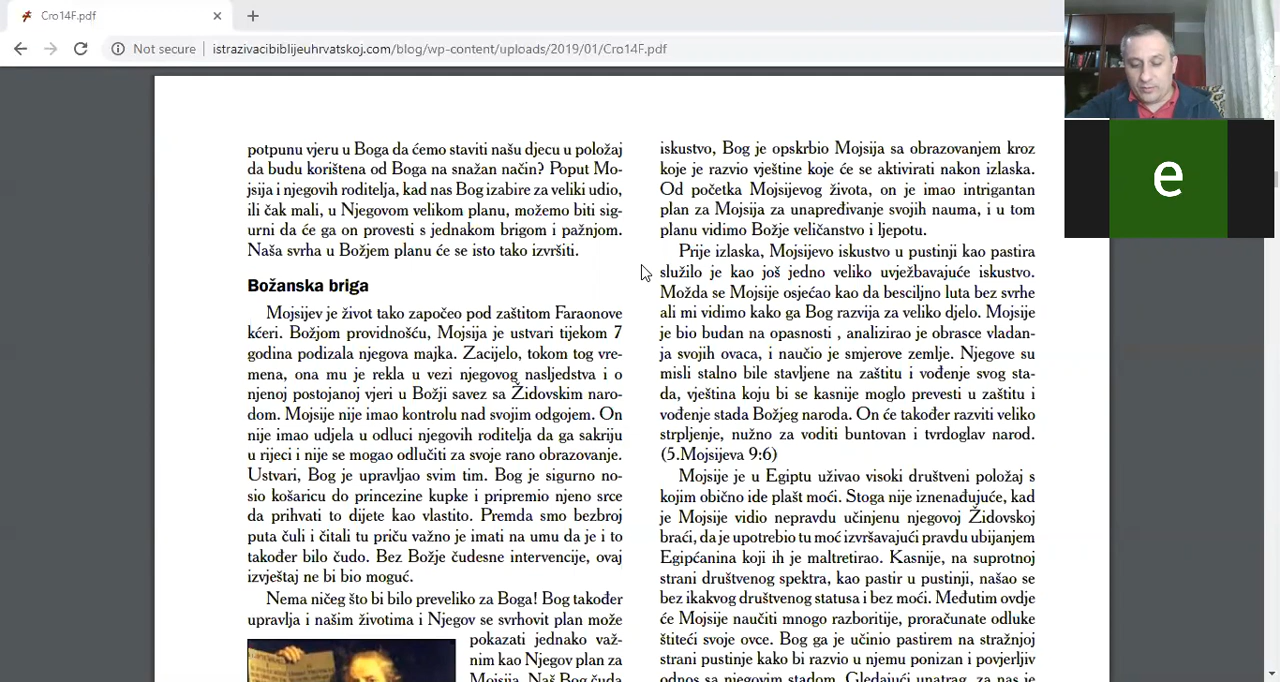 Cro14F.pdf
Not secure
istrazivacibiblijeuhrvatskoj.com/blog/wp-content/uploads/2019/01/Cro14F.pdf
potpunu vjeru u Boga da ćemo staviti našu djecu u položaj
da budu korištena od Boga na snažan način? Poput Mo-
jsija i njegovih roditelja, kad nas Bog izabire za veliki udio,
ili čak mali, u Njegovom velikom planu, možemo biti sig-
urni da će ga on provesti s jednakom brigom i pažnjom.
Naša svrha u Božjem planu će se isto tako izvršiti.
Božanska briga
Mojsijev je život tako započeo pod zaštitom Faraonove
kćeri. Božjom providnošću, Mojsija je ustvari tijekom 7
godina podizala njegova majka. Zacijelo, tokom tog vre-
mena, ona mu je rekla u vezi njegovog nasljedstva i o
njenoj postojanoj vjeri u Božji savez sa Židovskim naro-
dom. Mojsije nije imao kontrolu nad svojim odgojem. On
nije imao udjela u odluci njegovih roditelja da ga sakriju
u rijeci i nije se mogao odlučiti za svoje rano obrazovanje.
Ustvari, Bog je upravljao svim tim. Bog je sigurno no-
sio košaricu do princezine kupke i pripremio njeno srce
da prihvati to dijete kao vlastito. Premda smo bezbroj
puta čuli i čitali tu priču važno je imati na umu da je i to
također bilo čudo. Bez Božje čudesne intervencije, ovaj
izvještaj ne bi bio moguć.
Nema ničeg što bi bilo preveliko za Boga! Bog također
upravlja i našim životima i Njegov se svrhovit plan može
pokazati jednako važ-
nim kao Njegov plan za
Mojsija. Naš Bog čuda
iskustvo, Bog je opskrbio Mojsija sa obrazovanjem kroz
koje je razvio vještine koje će se aktivirati nakon izlaska.
Od početka Mojsijevog života, on je imao intrigantan
plan za Mojsija za unapređivanje svojih nauma, i u tom
planu vidimo Božje veličanstvo i ljepotu.
Prije izlaska, Mojsijevo iskustvo u pustinji kao pastira
služilo je kao još jedno veliko uvježbavajuće iskustvo.
Možda se Mojsije osjećao kao da besciljno luta bez svrhe
ali mi vidimo kako ga Bog razvija za veliko djelo. Mojsije
je bio budan na opasnosti , analizirao je obrasce vladan-
ja svojih ovaca, i naučio je smjerove zemlje. Njegove su
misli stalno bile stavljene na zaštitu i vođenje svog sta-
da, vještina koju bi se kasnije moglo prevesti u zaštitu i
vođenje stada Božjeg naroda. On će također razviti veliko
strpljenje, nužno za voditi buntovan i tvrdoglav narod.
(5.Mojsijeva 9:6)
Mojsije je u Egiptu uživao visoki društveni položaj s
kojim obično ide plašt moći. Stoga nije iznenađujuće, kad
je Mojsije vidio nepravdu učinjenu njegovoj Židovskoj
braći, da je upotrebio tu moć izvršavajući pravdu ubijanjem
Egipćanina koji ih je maltretirao. Kasnije, na suprotnoj
strani društvenog spektra, kao pastir u pustinji, našao se
bez ikakvog društvenog statusa i bez moći. Međutim ovdje
će Mojsije naučiti mnogo razboritije, proračunate odluke
štiteći svoje ovce. Bog ga je učinio pastirem na stražnjoj
strani pustinje kako bi razvio u njemu ponizan i povjerljiv
odnos sa njegovim stadom. Gledajući unatrag, za nas je
e